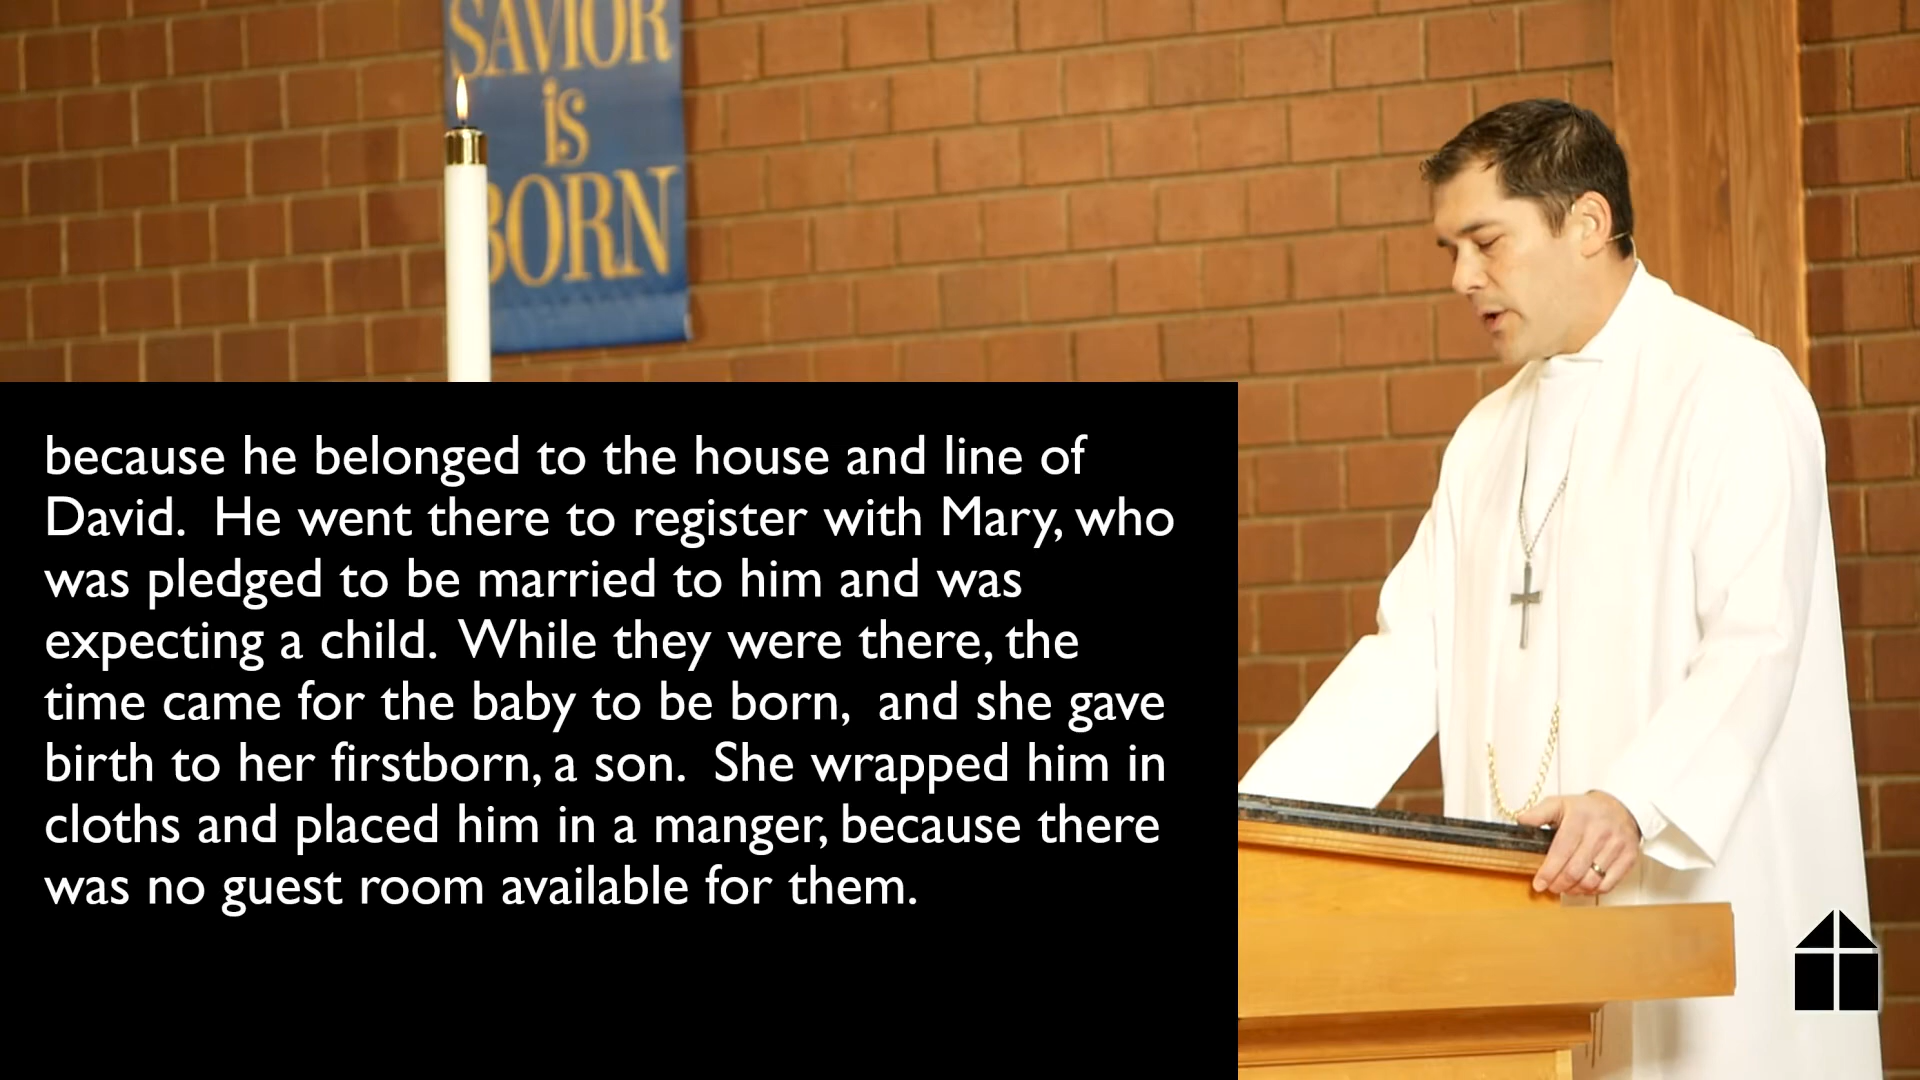 SAVIOR
is
BORN
because he belonged to the house and line of
David. He went there to register with Mary, who
was pledged to be married to him and was
expecting a child. While they were there, the
time came for the baby to be born, and she gave
birth to her firstborn, a son. She wrapped him in
cloths and placed him in a manger, because there
was no guest room available for them.